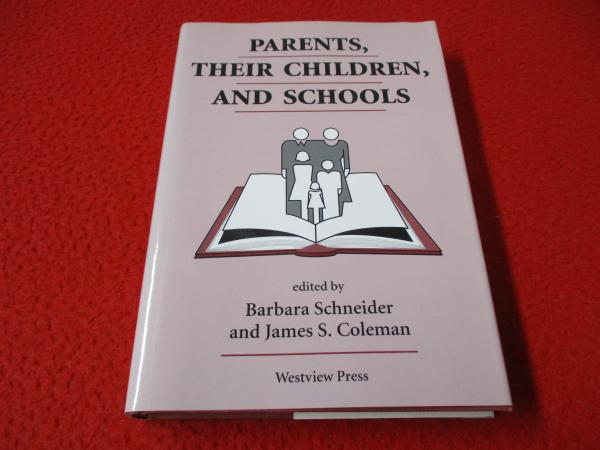 PARENTS,
THEIR CHILDREN,
AND SCHOOLS
edited by
Barbara Schneider
and James S. Coleman
Westview Press